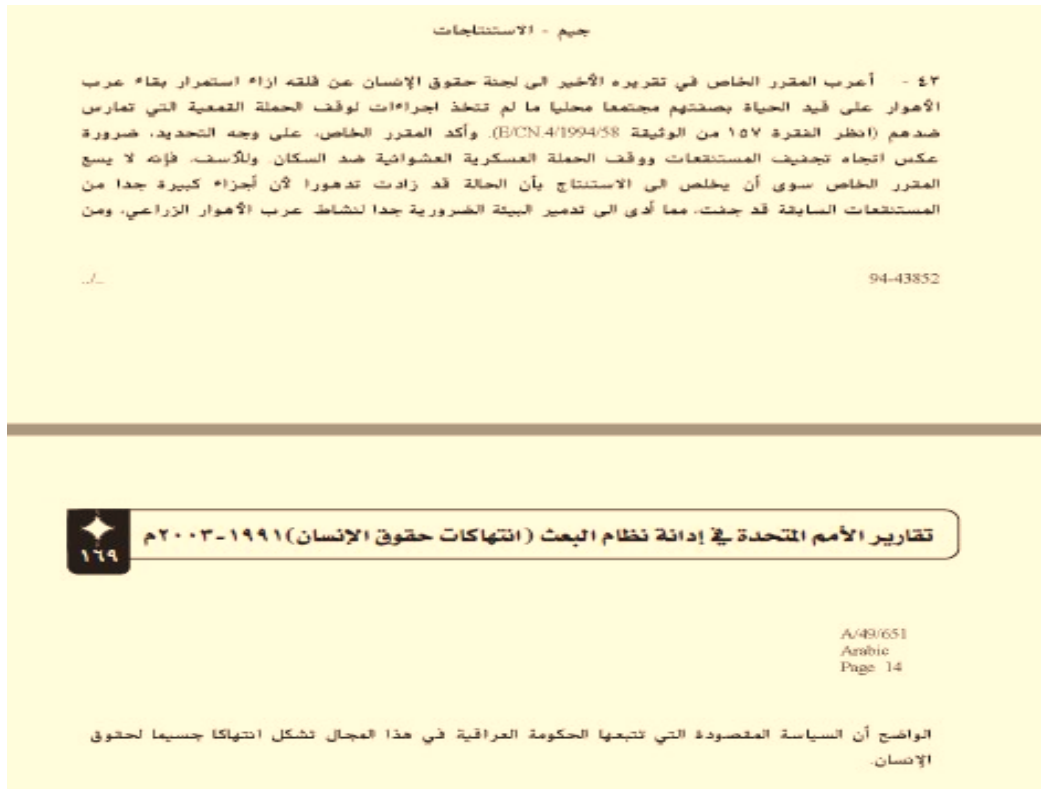 جيم - الاستنتاجات
٤٣ - أعرب المقرر الخاص في تقريره الأخير الى لجنة حقوق الإنسان عن قلقه ازاء استمرار بقاء عرب
الأهوار على قيد الحياة بصفتهم مجتمعا محليا ما لم تتخذ اجراءات لوقف الحملة القمعية التي تمارس
ضدهم (انظر الفقرة ١٥٧ من الوثيقة E/CN.4/1994/58). وأكد المقرر الخاص، على وجه التحديد، ضرورة
عكس اتجاه تجفيف المستنقعات ووقف الحملة العسكرية العشوائية ضد السكان. وللأسف، فإنه لا يسع
المقرر الخاص سوى أن يخلص الى الاستنتاج بأن الحالة قد زادت تدهورا لأن أجزاء كبيرة جدا من
المستنقعات السابقة قد جفت، مما أدى الى تدمير البيئة الضرورية جدا لنشاط عرب الأهوار الزراعي، ومن
94-43852
../..
تقارير الأمم المتحدة في إدانة نظام البعث (انتهاكات حقوق الإنسان) ١٩٩١-٢٠٠٣م
١٦٩
A/49/651
Arabic
Page 14
الواضح أن السياسة المقصودة التي تتبعها الحكومة العراقية في هذا المجال تشكل انتهاكا جسيما لحقوق
الإنسان.